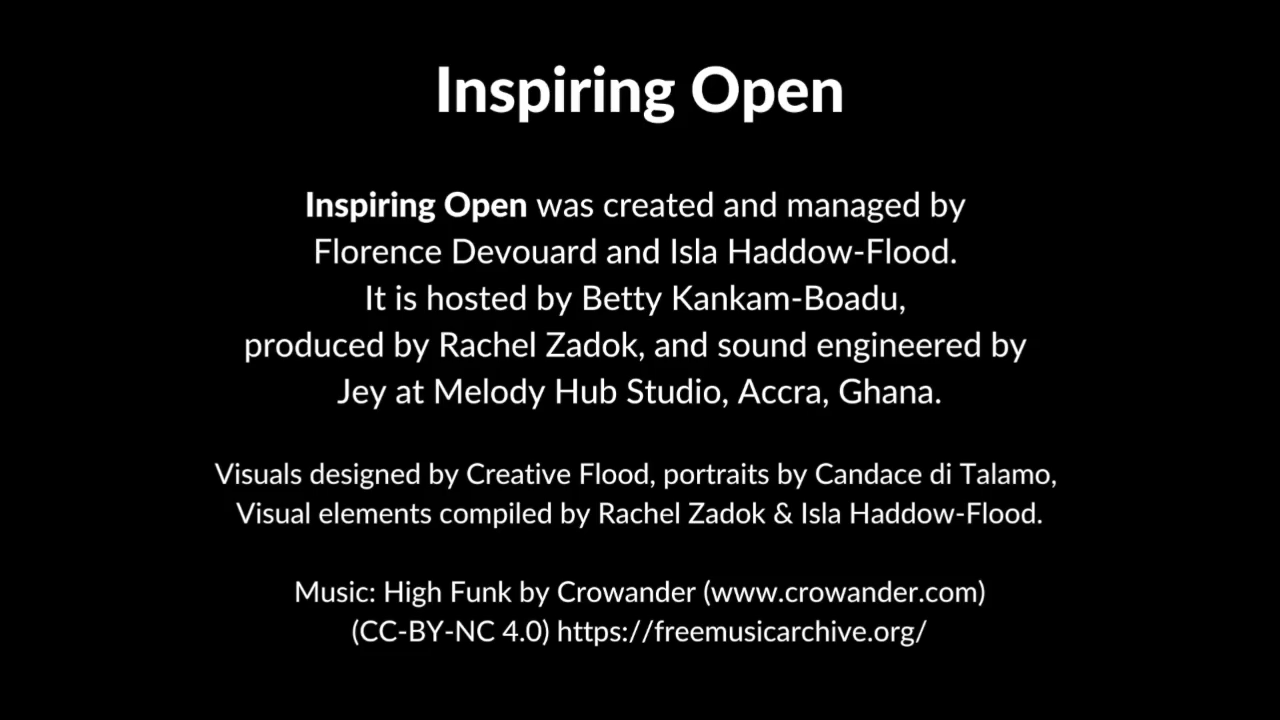 Inspiring Open
Inspiring Open was created and managed by
Florence Devouard and Isla Haddow-Flood.
It is hosted by Betty Kankam-Boadu,
produced by Rachel Zadok, and sound engineered by
Jey at Melody Hub Studio, Accra, Ghana.
Visuals designed by Creative Flood, portraits by Candace di Talamo,
Visual elements compiled by Rachel Zadok & Isla Haddow-Flood.
Music: High Funk by Crowander (www.crowander.com)
(CC-BY-NC 4.0) https://freemusicarchive.org/